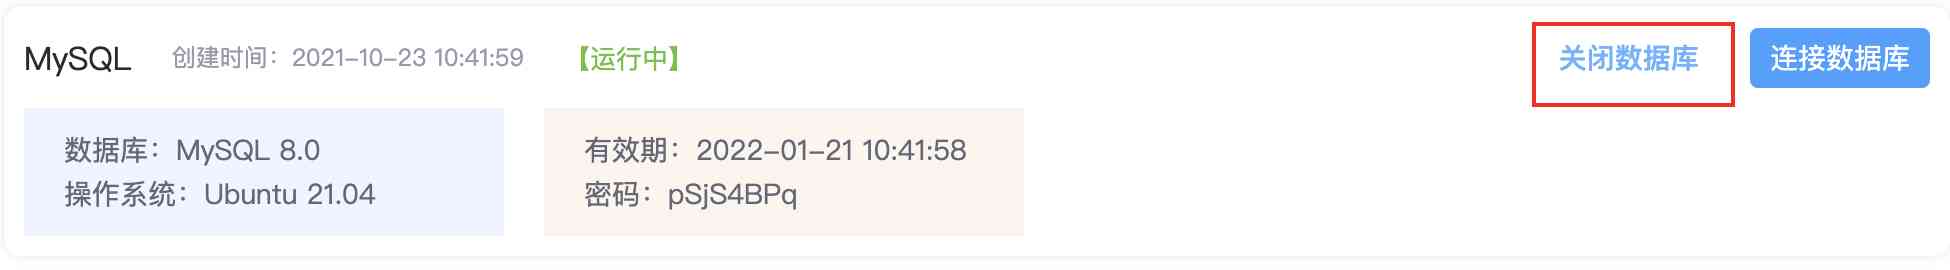 MySQL 创建时间：2021-10-23 10:41:59 【运行中】 关闭数据库 连接数据库
数据库：MySQL 8.0 有效期：2022-01-21 10:41:58
操作系统：Ubuntu 21.04 密码：pSjS4BPq